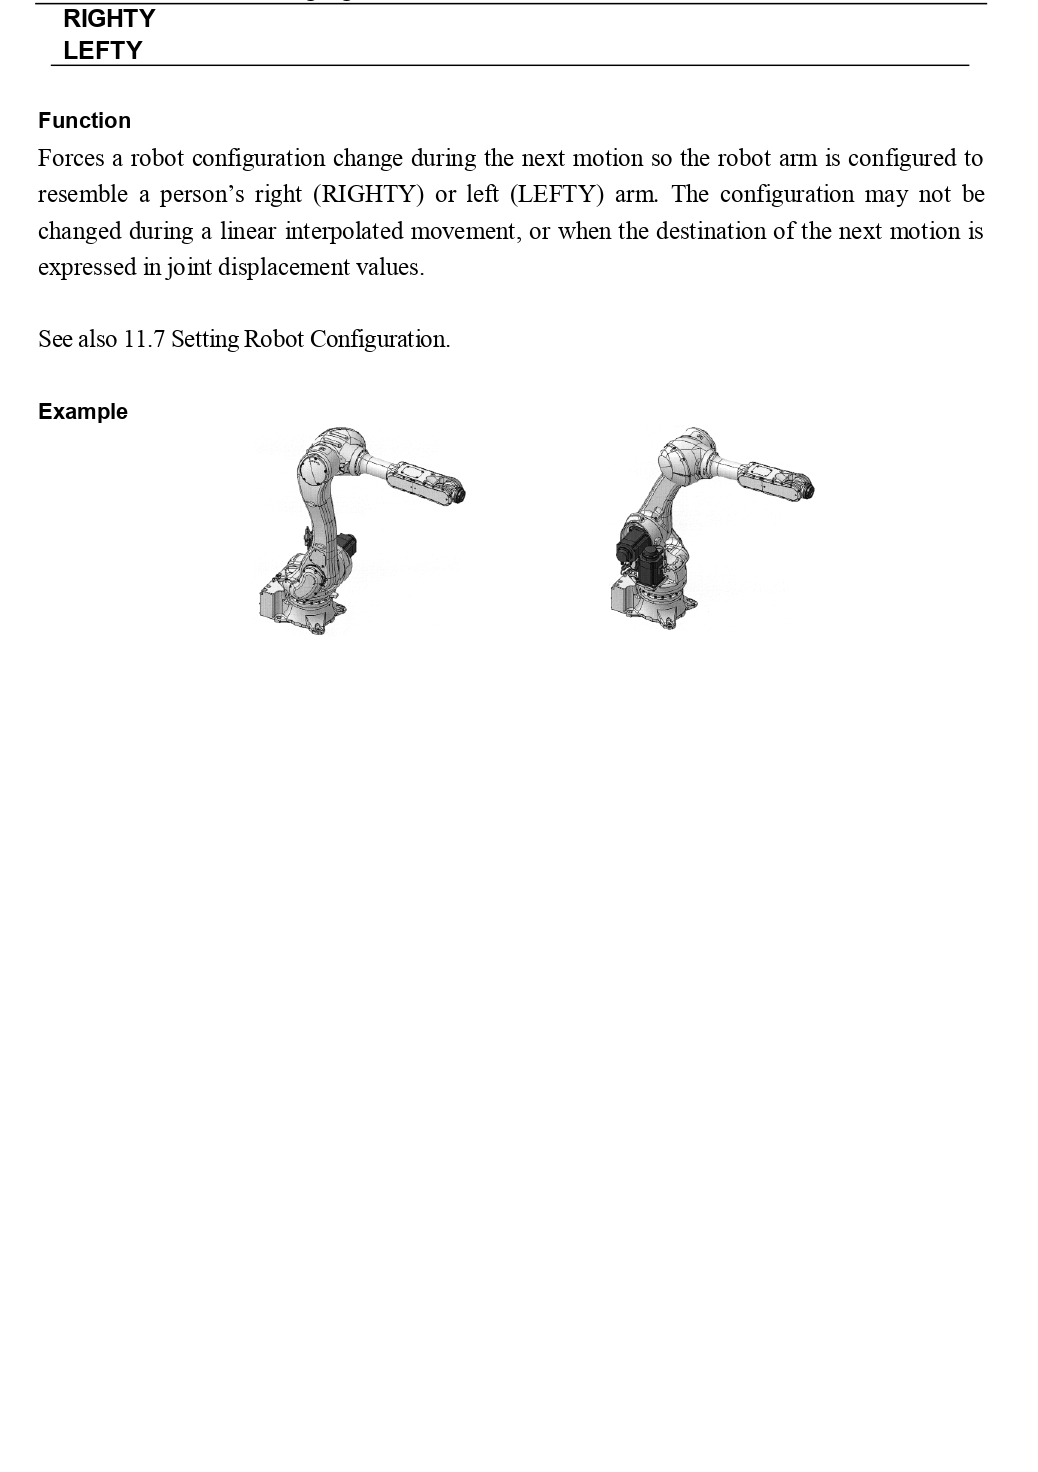 RIGHTY
LEFTY
Function
Forces a robot configuration change during the next motion so the robot arm is configured to
resemble a person’s right (RIGHTY) or left (LEFTY) arm. The configuration may not be
changed during a linear interpolated movement, or when the destination of the next motion is
expressed in joint displacement values.
See also 11.7 Setting Robot Configuration.
Example